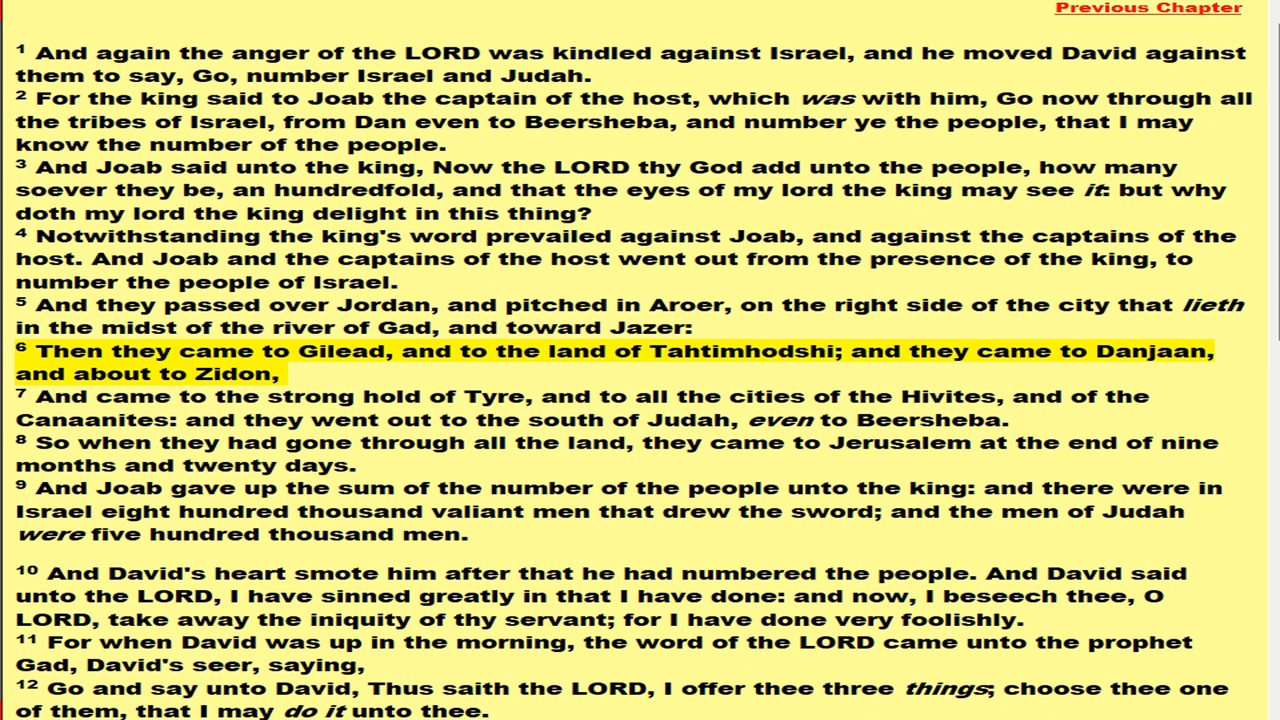 Previous Chapter
1 And again the anger of the LORD was kindled against Israel, and he moved David against
them to say, Go, number Israel and Judah.
2 For the king said to Joab the captain of the host, which was with him, Go now through all
the tribes of Israel, from Dan even to Beersheba, and number ye the people, that I may
know the number of the people.
3 And Joab said unto the king, Now the LORD thy God add unto the people, how many
soever they be, an hundredfold, and that the eyes of my lord the king may see it: but why
doth my lord the king delight in this thing?
4 Notwithstanding the king's word prevailed against Joab, and against the captains of the
host. And Joab and the captains of the host went out from the presence of the king, to
number the people of Israel.
5 And they passed over Jordan, and pitched in Aroer, on the right side of the city that lieth
in the midst of the river of Gad, and toward Jazer:
6 Then they came to Gilead, and to the land of Tahtimhodshi; and they came to Danjaan,
and about to Zidon,
7 And came to the strong hold of Tyre, and to all the cities of the Hivites, and of the
Canaanites: and they went out to the south of Judah, even to Beersheba.
8 So when they had gone through all the land, they came to Jerusalem at the end of nine
months and twenty days.
9 And Joab gave up the sum of the number of the people unto the king: and there were in
Israel eight hundred thousand valiant men that drew the sword; and the men of Judah
were five hundred thousand men.
10 And David's heart smote him after that he had numbered the people. And David said
unto the LORD, I have sinned greatly in that I have done: and now, I beseech thee, O
LORD, take away the iniquity of thy servant; for I have done very foolishly.
11 For when David was up in the morning, the word of the LORD came unto the prophet
Gad, David's seer, saying,
12 Go and say unto David, Thus saith the LORD, I offer thee three things; choose thee one
of them, that I may do it unto thee.